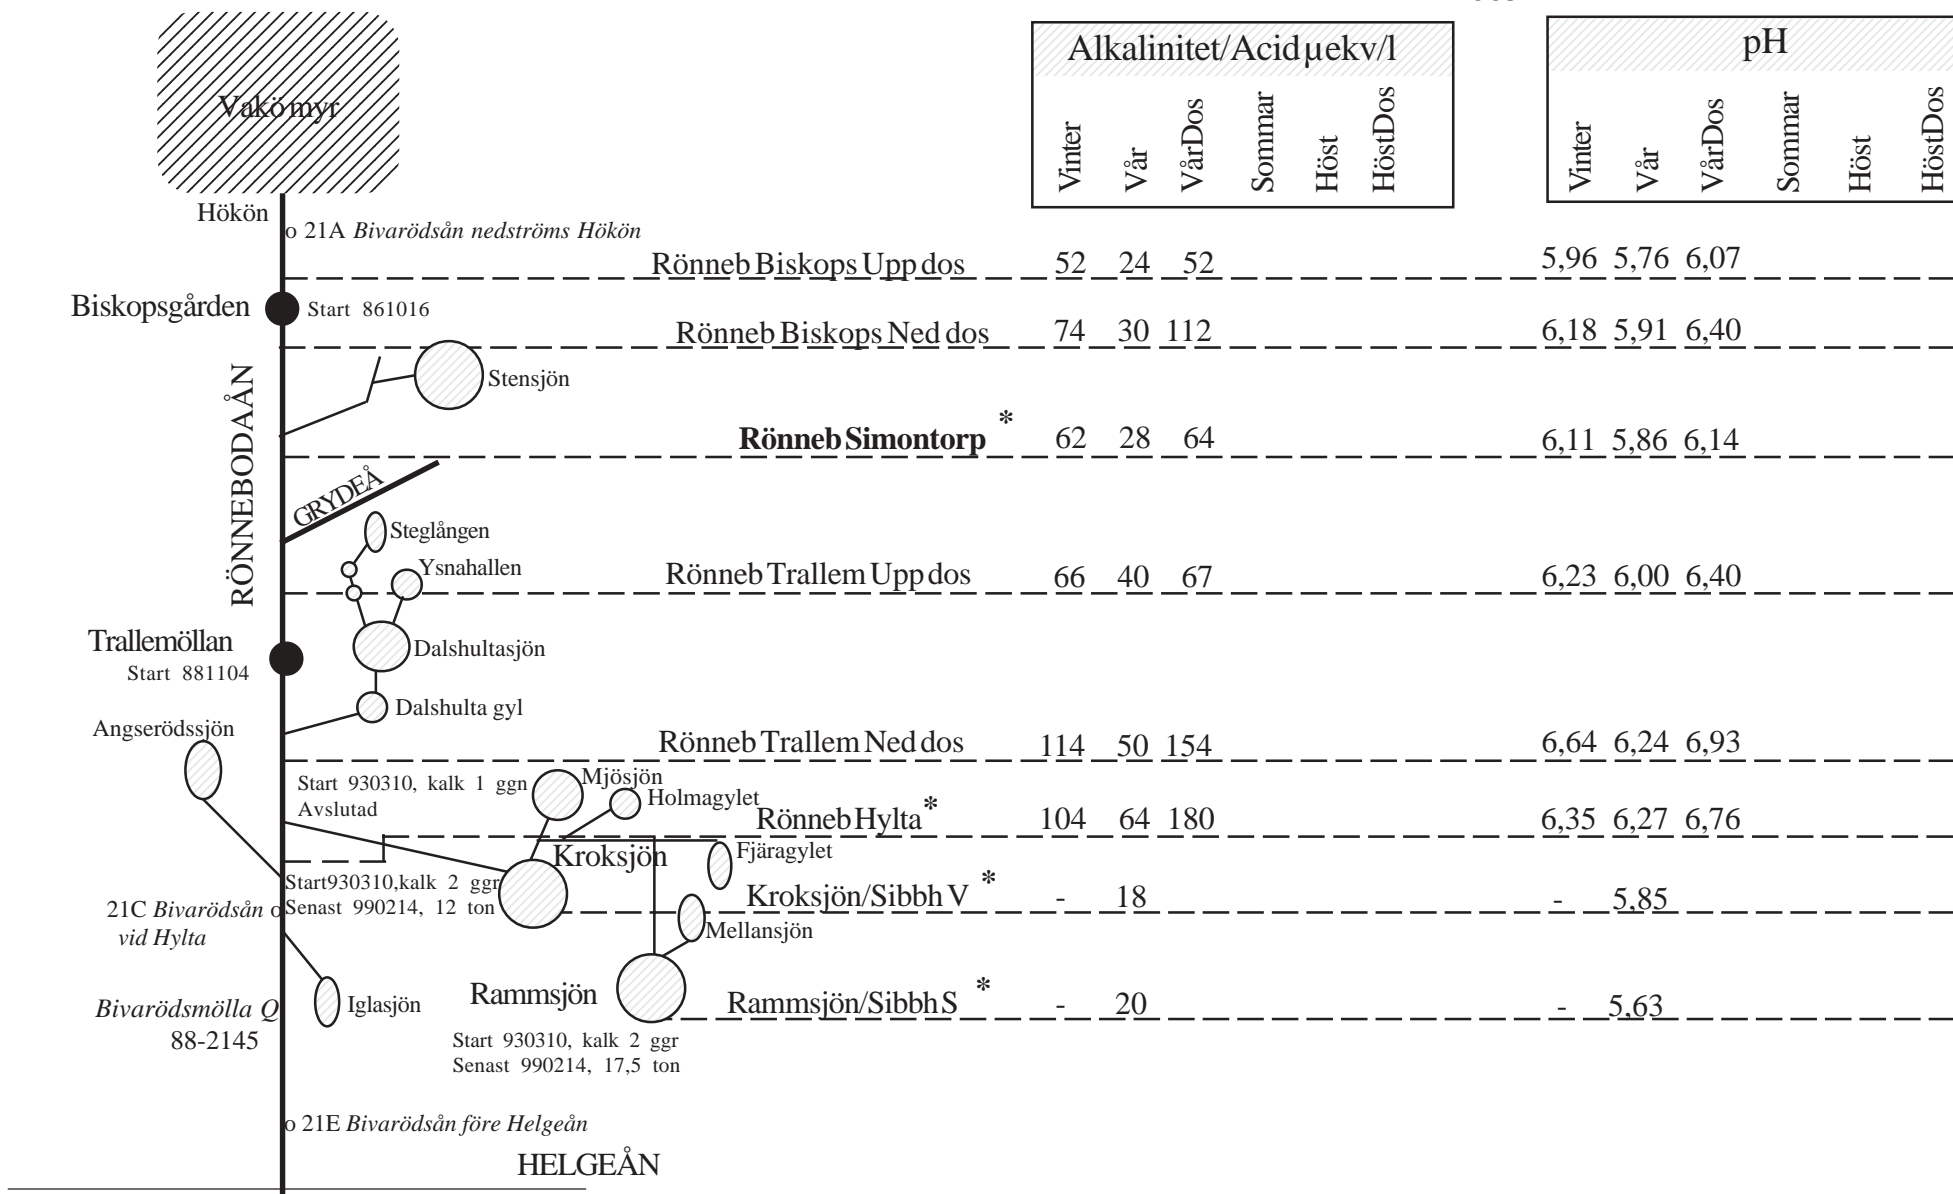 Alkalinitet/Acid µekv/l
pH
Vinter Vår VårDos Sommar Höst HöstDos
Vinter Vår VårDos Sommar Höst HöstDos
Vakö myr
Hökön
o 21A Bivarödsån nedströms Hökön
Rönneb Biskops Upp dos 52 24 52 5,96 5,76 6,07
Biskopsgården
Start 861016
Rönneb Biskops Ned dos 74 30 112 6,18 5,91 6,40
Stensjön
RÖNNEBODAÅN
Rönneb Simontorp * 62 28 64 6,11 5,86 6,14
GRYDEÅ
Steglången
Ysnahallen
Rönneb Trallem Upp dos 66 40 67 6,23 6,00 6,40
Trallemöllan
Start 881104
Dalshultasjön
Dalshulta gyl
Angserödssjön
Rönneb Trallem Ned dos 114 50 154 6,64 6,24 6,93
Start 930310, kalk 1 ggn
Avslutad
Mjösjön
Holmagylet
Rönneb Hylta * 104 64 180 6,35 6,27 6,76
Kroksjön
Fjäragylet
Start930310,kalk 2 ggr
Senast 990214, 12 ton
Kroksjön/Sibbh V * - 18 - 5,85
21C Bivarödsån o
vid Hylta
Mellansjön
Bivarödsmölla Q
88-2145
Iglasjön
Rammsjön
Rammsjön/Sibbh S * - 20 - 5,63
Start 930310, kalk 2 ggr
Senast 990214, 17,5 ton
o 21E Bivarödsån före Helgeån
HELGEÅN